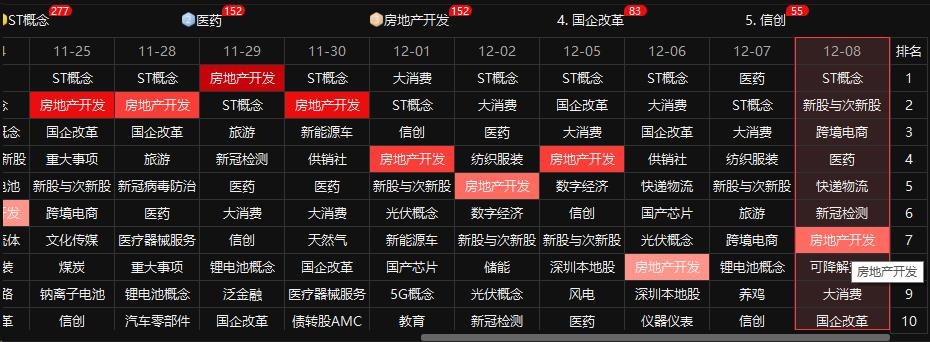 ST概念 277 医药 152 房地产开发 152 4. 国企改革 83 5. 信创 55
4 11-25 11-28 11-29 11-30 12-01 12-02 12-05 12-06 12-07 12-08 排名
ST概念 ST概念 房地产开发 ST概念 大消费 ST概念 ST概念 ST概念 医药 ST概念 1
房地产开发 房地产开发 ST概念 房地产开发 ST概念 大消费 国企改革 大消费 ST概念 新股与次新股 2
概念 国企改革 国企改革 旅游 新能源车 信创 医药 大消费 国企改革 大消费 跨境电商 3
新股 重大事项 旅游 新冠检测 供销社 房地产开发 纺织服装 房地产开发 供销社 纺织服装 医药 4
电池 新股与次新股 新冠病毒防治 医药 医药 新股与次新股 房地产开发 数字经济 快递物流 新股与次新股 快递物流 5
开发 跨境电商 医药 大消费 大消费 光伏概念 数字经济 信创 国产芯片 旅游 新冠检测 6
体 文化传媒 医疗器械服务 信创 天然气 新能源车 新股与次新股 新股与次新股 光伏概念 跨境电商 房地产开发 7
装 煤炭 重大事项 锂电池概念 国企改革 国产芯片 储能 深圳本地股 房地产开发 锂电池概念 可降解 房地产开发
钠离子电池 锂电池概念 泛金融 医疗器械服务 5G概念 光伏概念 风电 深圳本地股 养鸡 大消费 9
革 信创 汽车零部件 国企改革 债转股AMC 教育 新冠检测 医药 仪器仪表 信创 国企改革 10